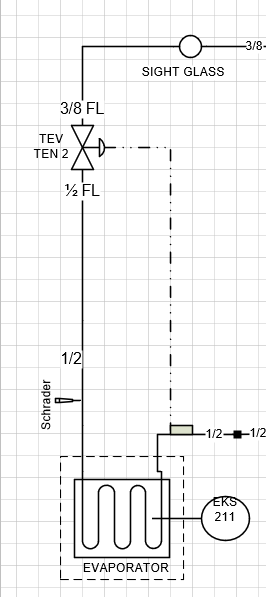 3/8
SIGHT GLASS
3/8 FL
TEV
TEN 2
½ FL
1/2
Schrader
1/2
1/2
EKS
211
EVAPORATOR